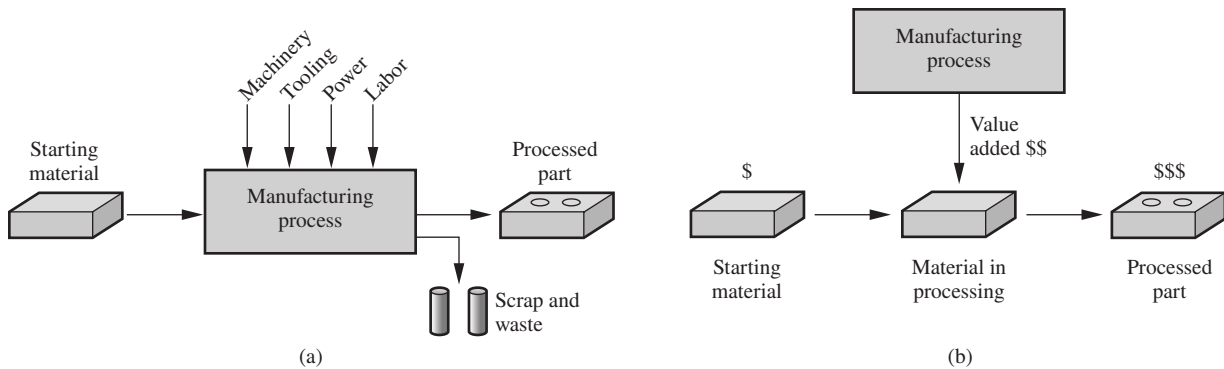 Machinery
Tooling
Power
Labor
Starting
material
Manufacturing
process
Processed
part
Scrap and
waste
(a)
Manufacturing
process
Value
added $$
$
$$$
Starting
material
Material in
processing
Processed
part
(b)